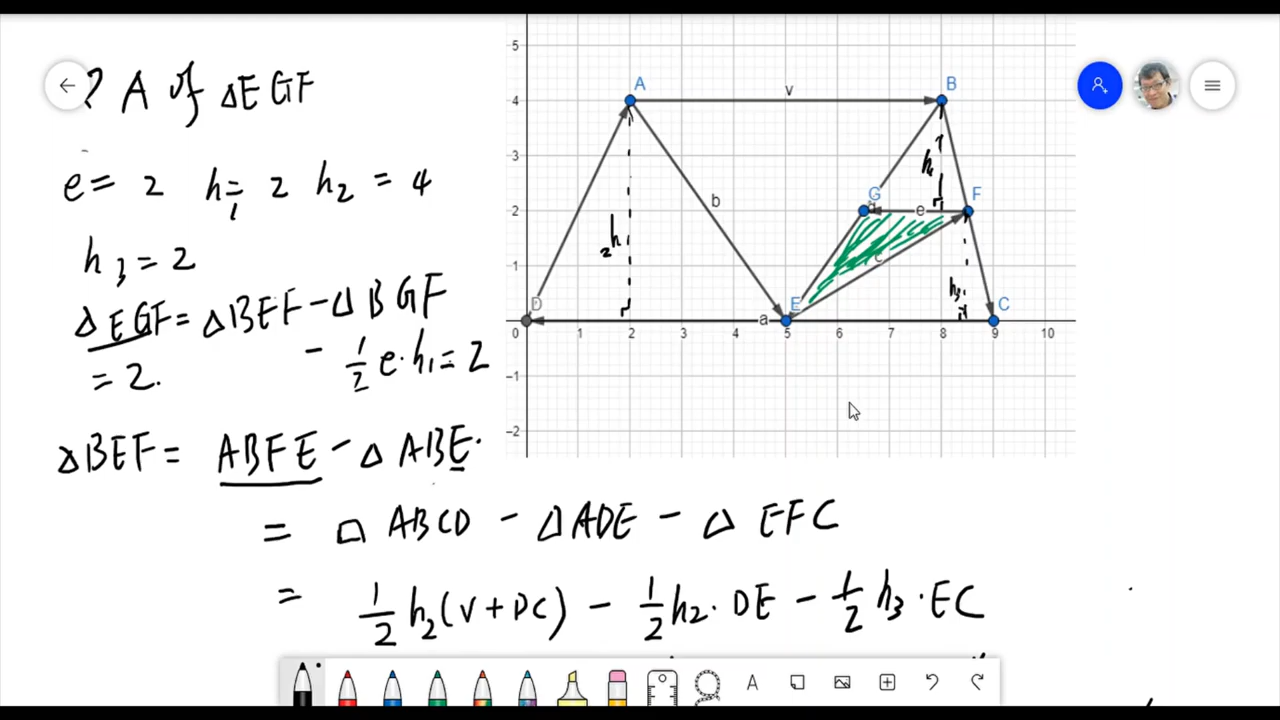 ? A of △EGF
e = 2 h₁ = 2 h₂ = 4
h₃ = 2
△EGF = △BEF - △BGF
= 2. - 1/2 e·h₁ = 2
△BEF = ABFE - △ABE.
= □ ABCD - △ADE - △EFC
= 1/2 h₂(v+DC) - 1/2 h₂·DE - 1/2 h₃·EC
5
A v B
4
3
h₁
b
G F
2 e
h₂
c
1
h₃
D E C
a
0 1 2 3 4 5 6 7 8 9 10
-1
-2
A